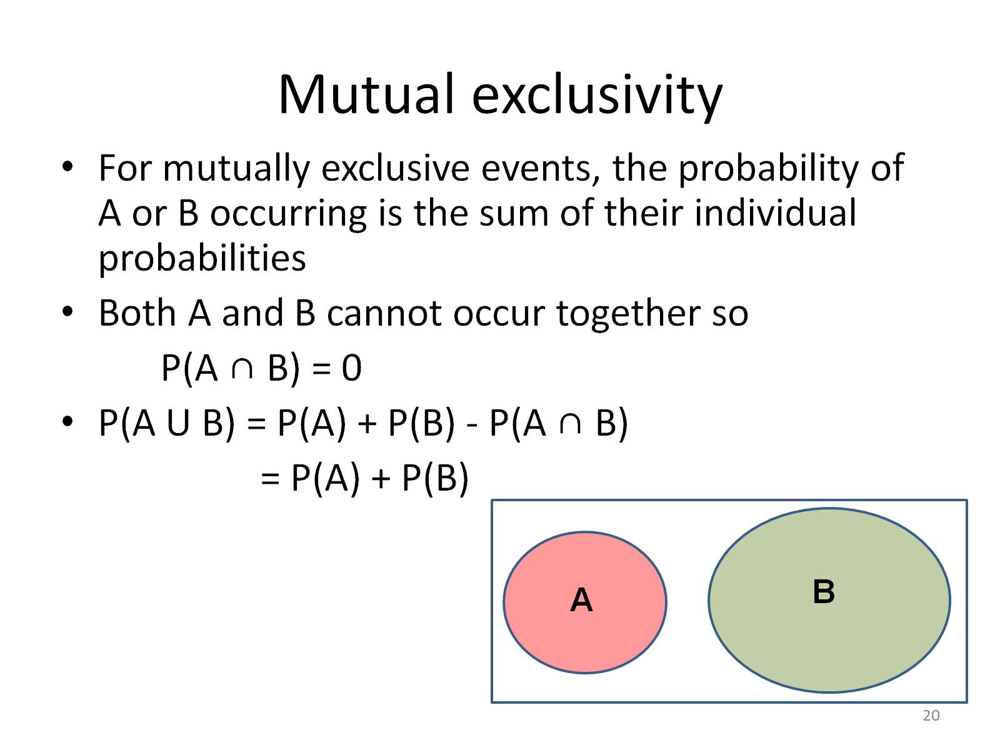 Mutual exclusivity
• For mutually exclusive events, the probability of
A or B occurring is the sum of their individual
probabilities
• Both A and B cannot occur together so
P(A ∩ B) = 0
• P(A U B) = P(A) + P(B) - P(A ∩ B)
= P(A) + P(B)
A
B
20